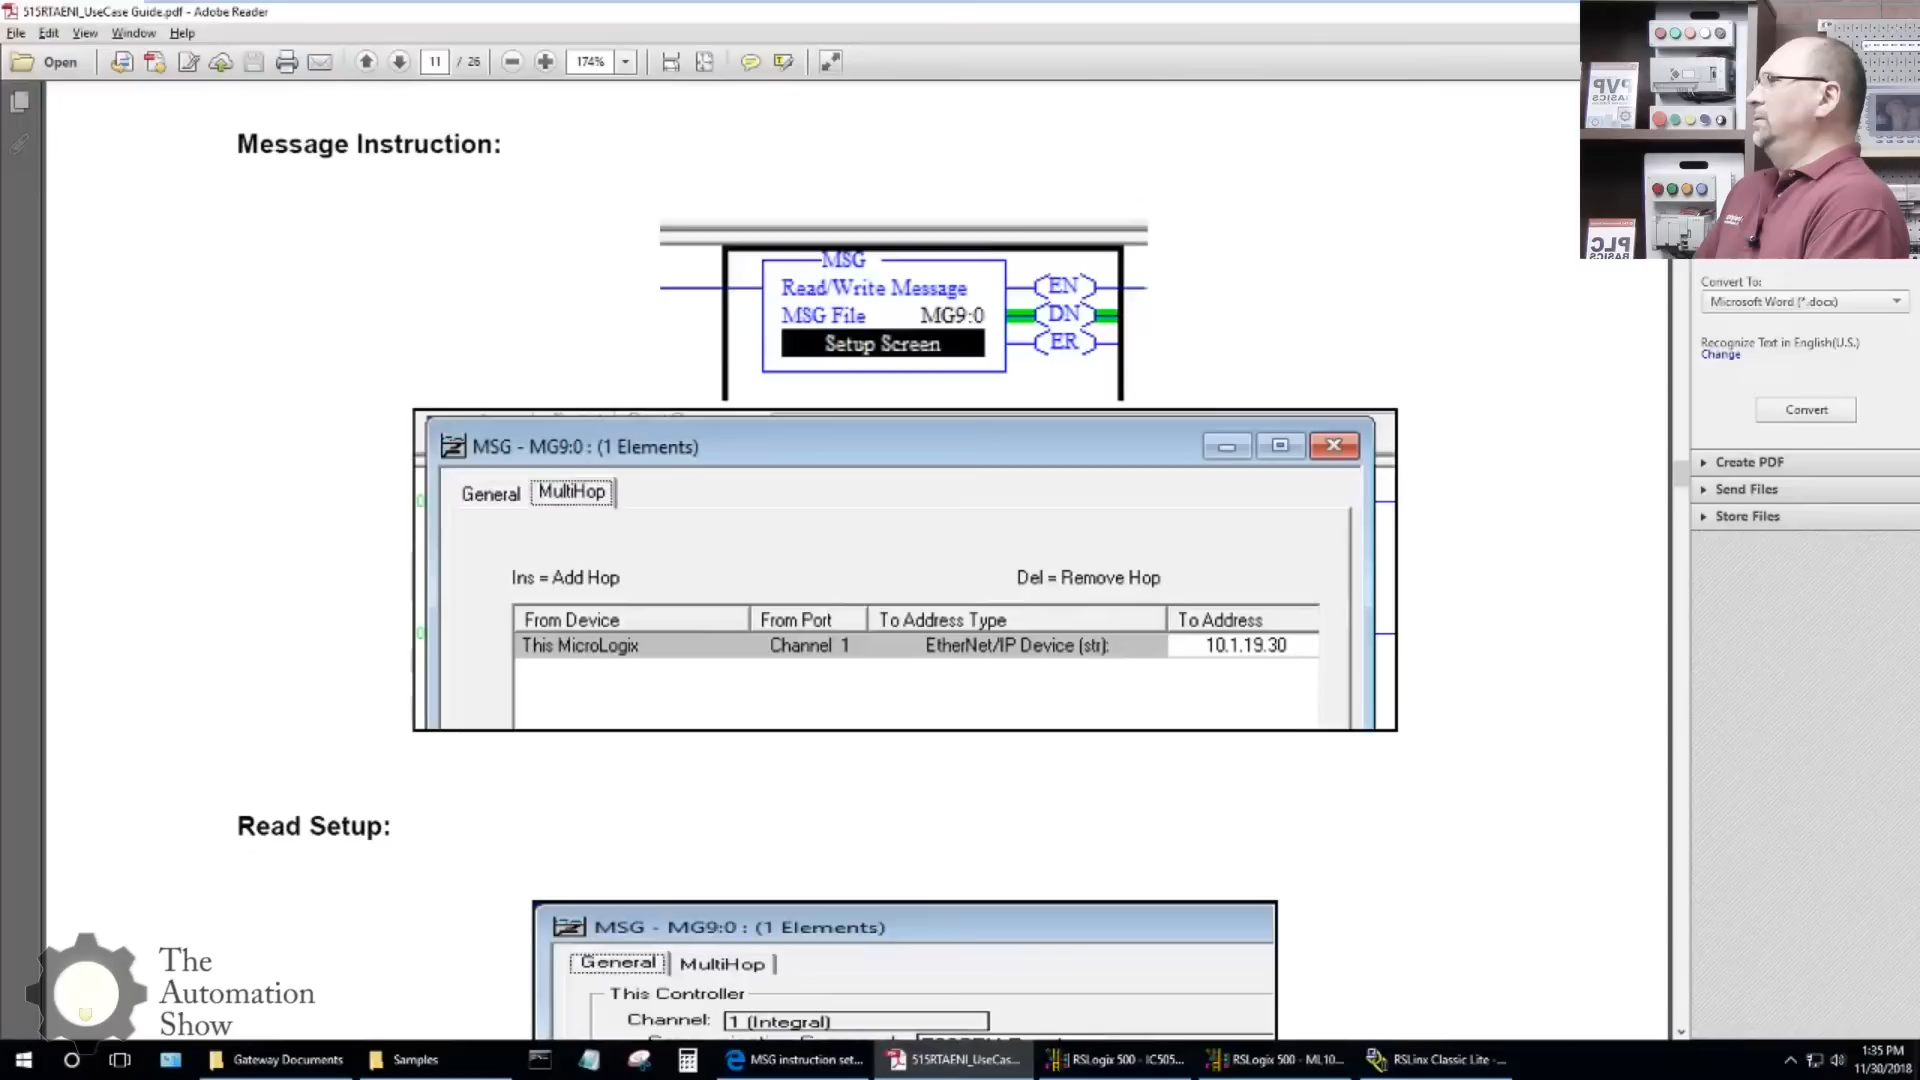 515RTAENI_UseCase Guide.pdf - Adobe Reader
File Edit View Window Help
Open 11 / 26 174%
Message Instruction:
MSG
Read/Write Message
MSG File MG9:0
Setup Screen
EN
DN
ER
MSG - MG9:0 : (1 Elements)
General MultiHop
Ins = Add Hop Del = Remove Hop
From Device From Port To Address Type To Address
This MicroLogix Channel 1 EtherNet/IP Device (str): 10.1.19.30
Read Setup:
MSG - MG9:0 : (1 Elements)
General MultiHop
This Controller
Channel: 1 (Integral)
The
Automation
Show
PVP
BASICS
PLC
Convert To:
Microsoft Word (*.docx)
Recognize Text in English(U.S.)
Change
Convert
Create PDF
Send Files
Store Files
Gateway Documents Samples MSG instruction set... 515RTAENI_UseCas... RSLogix 500 - IC505... RSLogix 500 - ML10... RSLinx Classic Lite -...
1:35 PM
11/30/2018